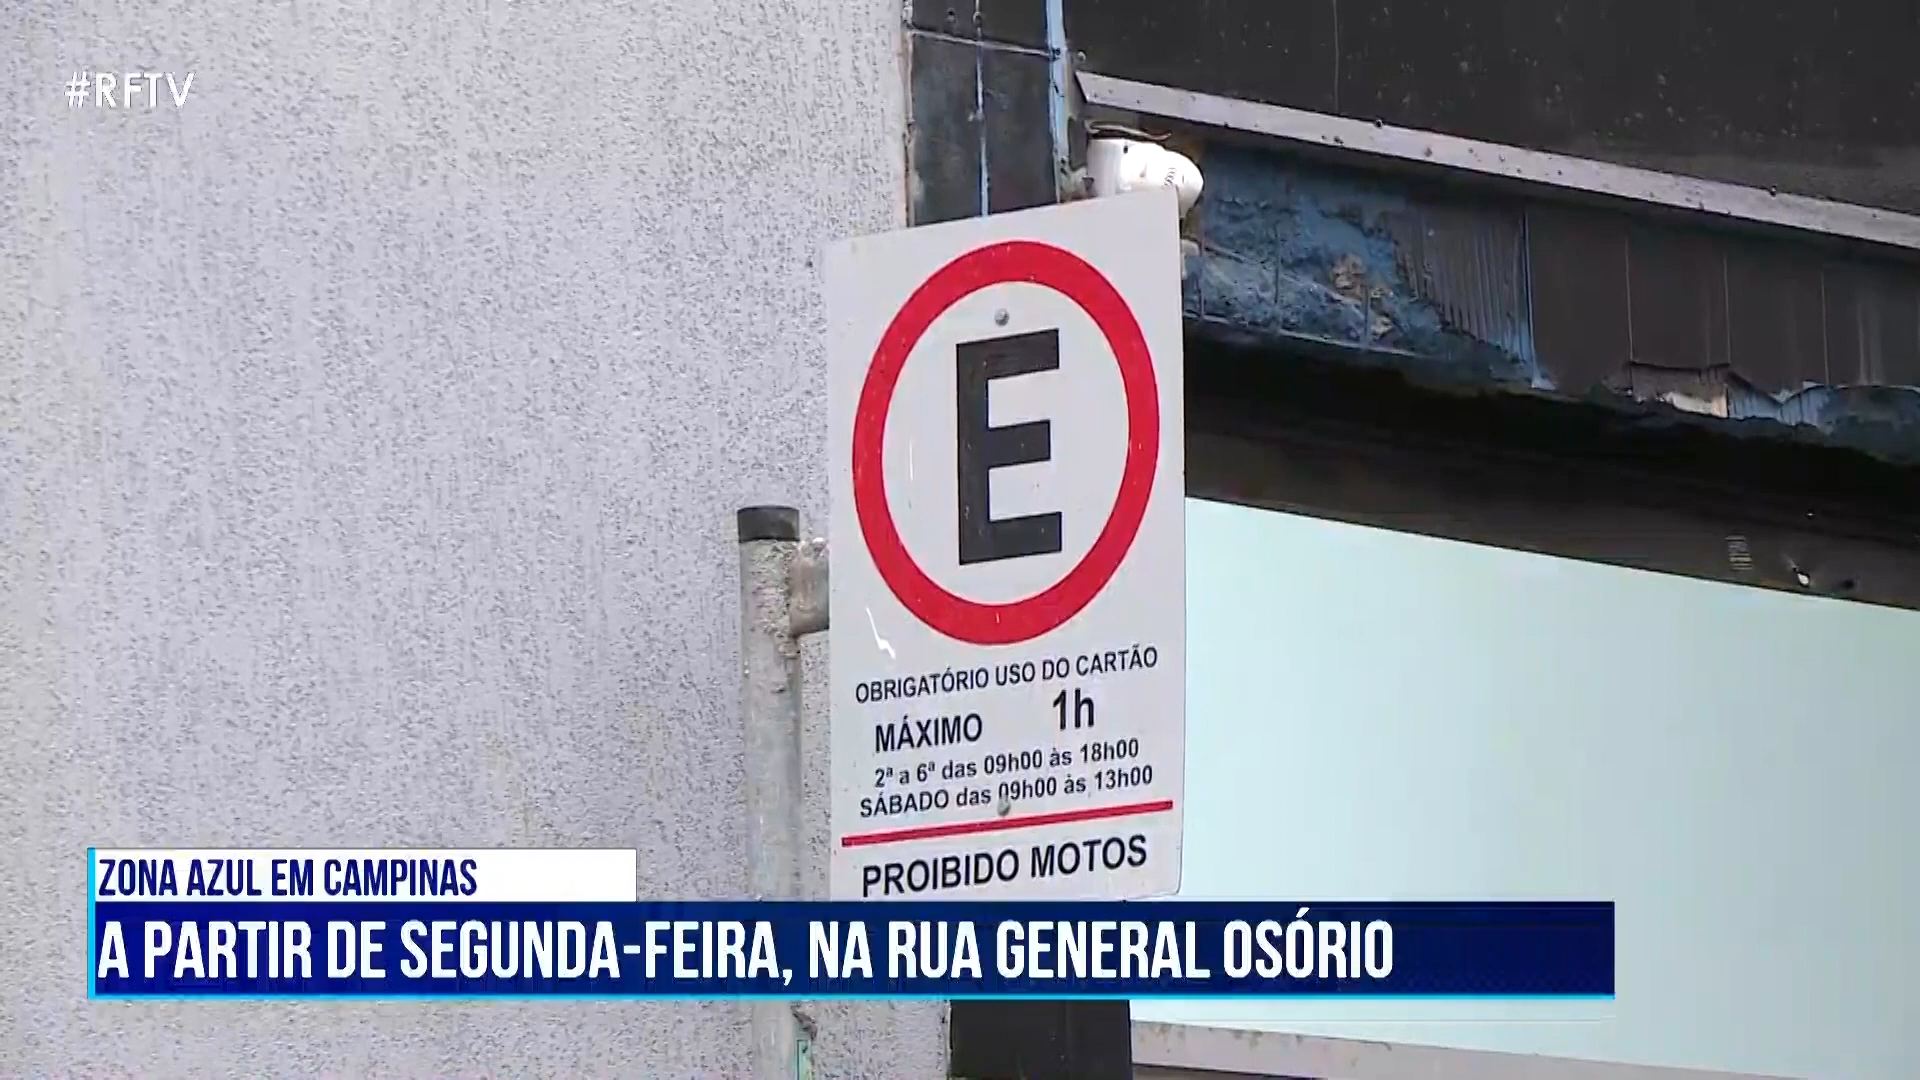 #RFTV
E
OBRIGATÓRIO USO DO CARTÃO
MÁXIMO 1h
2ª a 6ª das 09h00 às 18h00
SÁBADO das 09h00 às 13h00
PROIBIDO MOTOS
ZONA AZUL EM CAMPINAS
A PARTIR DE SEGUNDA-FEIRA, NA RUA GENERAL OSÓRIO